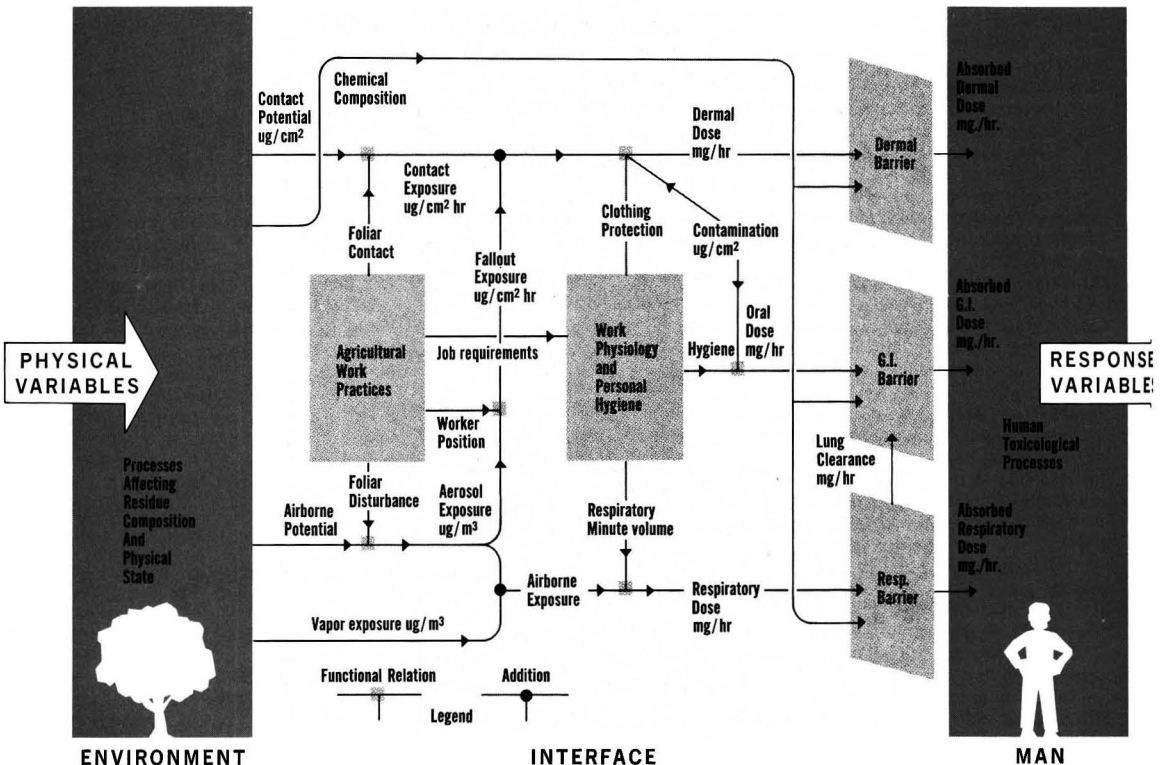 Chemical
Composition
Contact
Potential
ug/cm²
Contact
Exposure
ug/cm² hr
Foliar
Contact
Fallout
Exposure
ug/cm² hr
Dermal
Dose
mg/hr
Clothing
Protection
Contamination
ug/cm²
Dermal
Barrier
Absorbed
Dermal
Dose
mg./hr.
PHYSICAL
VARIABLES
Agricultural
Work
Practices
Job requirements
Worker
Position
Work
Physiology
and
Personal
Hygiene
Hygiene
Oral
Dose
mg/hr
G.I.
Barrier
Absorbed
G.I.
Dose
mg./hr.
RESPONSE
VARIABLES
Human
Toxicological
Processes
Processes
Affecting
Residue
Composition
And
Physical
State
Airborne
Potential
Foliar
Disturbance
Aerosol
Exposure
ug/m³
Respiratory
Minute volume
Lung
Clearance
mg/hr
Airborne
Exposure
Respiratory
Dose
mg/hr
Resp.
Barrier
Absorbed
Respiratory
Dose
mg./hr.
Vapor exposure ug/m³
Functional Relation
Addition
Legend
ENVIRONMENT
INTERFACE
MAN